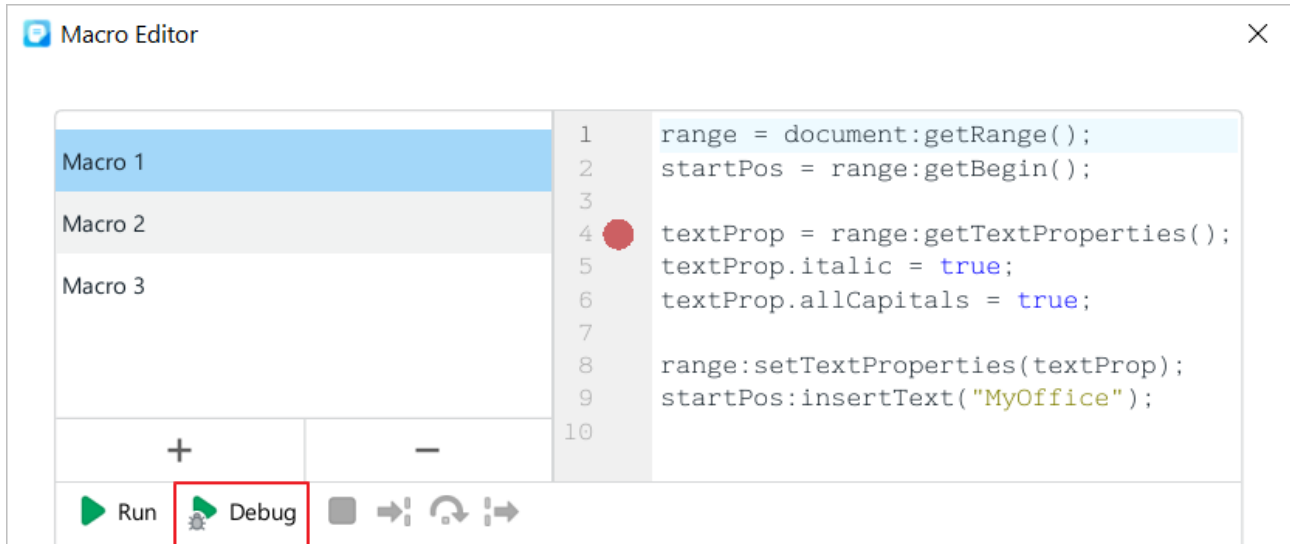 Macro Editor
Macro 1
Macro 2
Macro 3
1 range = document:getRange();
2 startPos = range:getBegin();
3
4 textProp = range:getTextProperties();
5 textProp.italic = true;
6 textProp.allCapitals = true;
7
8 range:setTextProperties(textProp);
9 startPos:insertText("MyOffice");
10
Run Debug